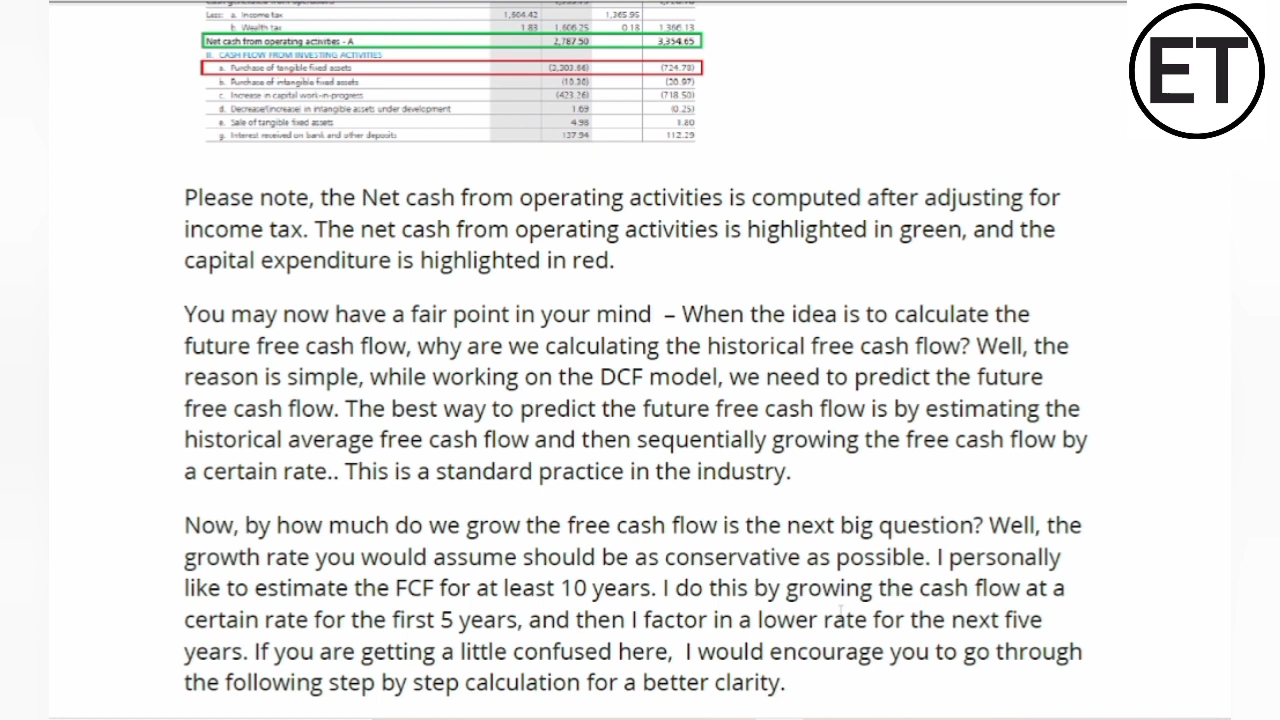 Less: a. Income tax 1,604.42 1,365.95
b. Wealth tax 1.83 1,606.25 0.18 1,366.13
Net cash from operating activities - A 2,787.50 3,354.65
CASH FLOW FROM INVESTING ACTIVITIES
a. Purchase of tangible fixed assets (724.78)
b. Purchase of intangible fixed assets
c. Increase in capital work-in-progress (423.26) (718.50)
d. Decrease/(increase) in intangible assets under development 1.69 (0.25)
e. Sale of tangible fixed assets 4.98 1.80
g. Interest received on bank and other deposits 137.94 112.29
ET
Please note, the Net cash from operating activities is computed after adjusting for
income tax. The net cash from operating activities is highlighted in green, and the
capital expenditure is highlighted in red.
You may now have a fair point in your mind – When the idea is to calculate the
future free cash flow, why are we calculating the historical free cash flow? Well, the
reason is simple, while working on the DCF model, we need to predict the future
free cash flow. The best way to predict the future free cash flow is by estimating the
historical average free cash flow and then sequentially growing the free cash flow by
a certain rate.. This is a standard practice in the industry.
Now, by how much do we grow the free cash flow is the next big question? Well, the
growth rate you would assume should be as conservative as possible. I personally
like to estimate the FCF for at least 10 years. I do this by growing the cash flow at a
certain rate for the first 5 years, and then I factor in a lower rate for the next five
years. If you are getting a little confused here, I would encourage you to go through
the following step by step calculation for a better clarity.